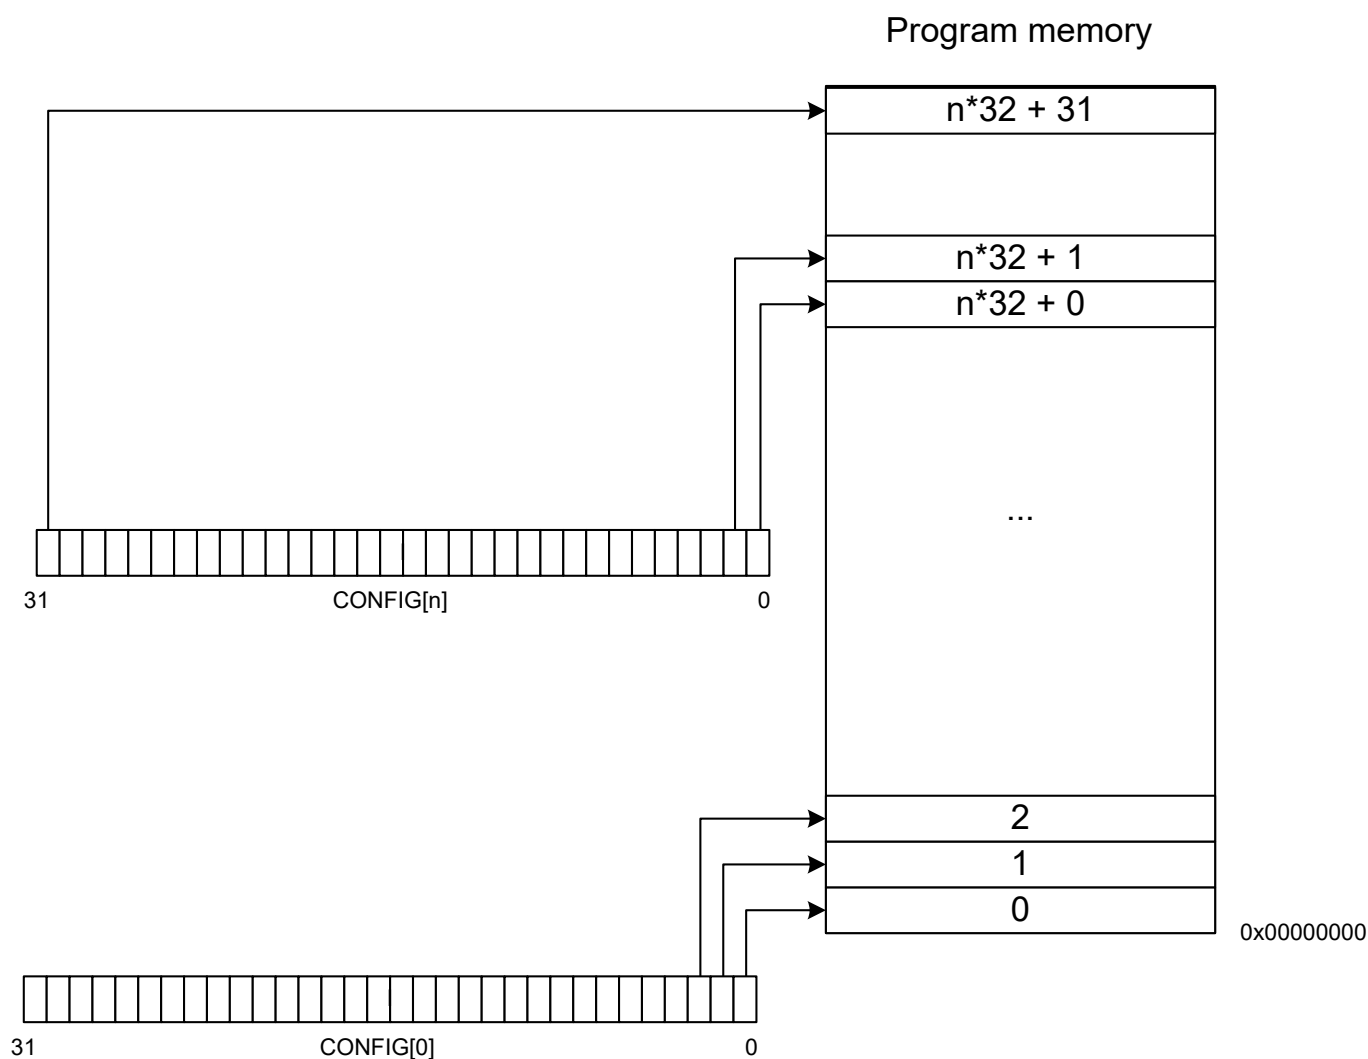 Program memory
n*32 + 31
n*32 + 1
n*32 + 0
...
31 CONFIG[n] 0
2
1
0
0x00000000
31 CONFIG[0] 0